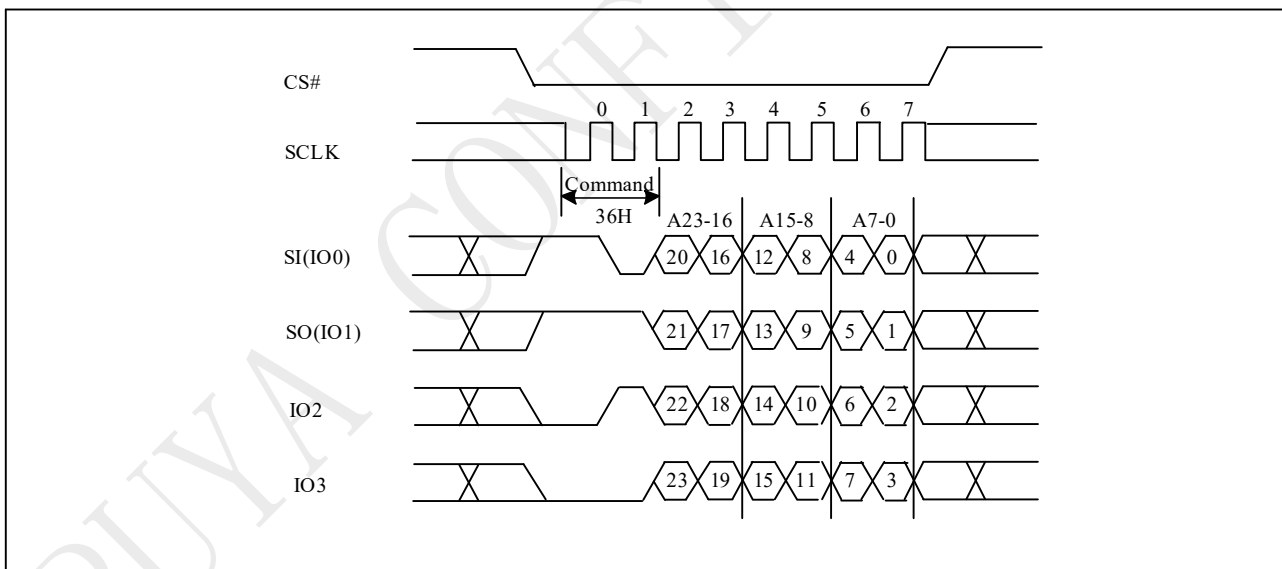 CS#
0 1 2 3 4 5 6 7
SCLK
Command
36H
A23-16 A15-8 A7-0
SI(IO0) 20 16 12 8 4 0
SO(IO1) 21 17 13 9 5 1
IO2 22 18 14 10 6 2
IO3 23 19 15 11 7 3
PUYA CONF